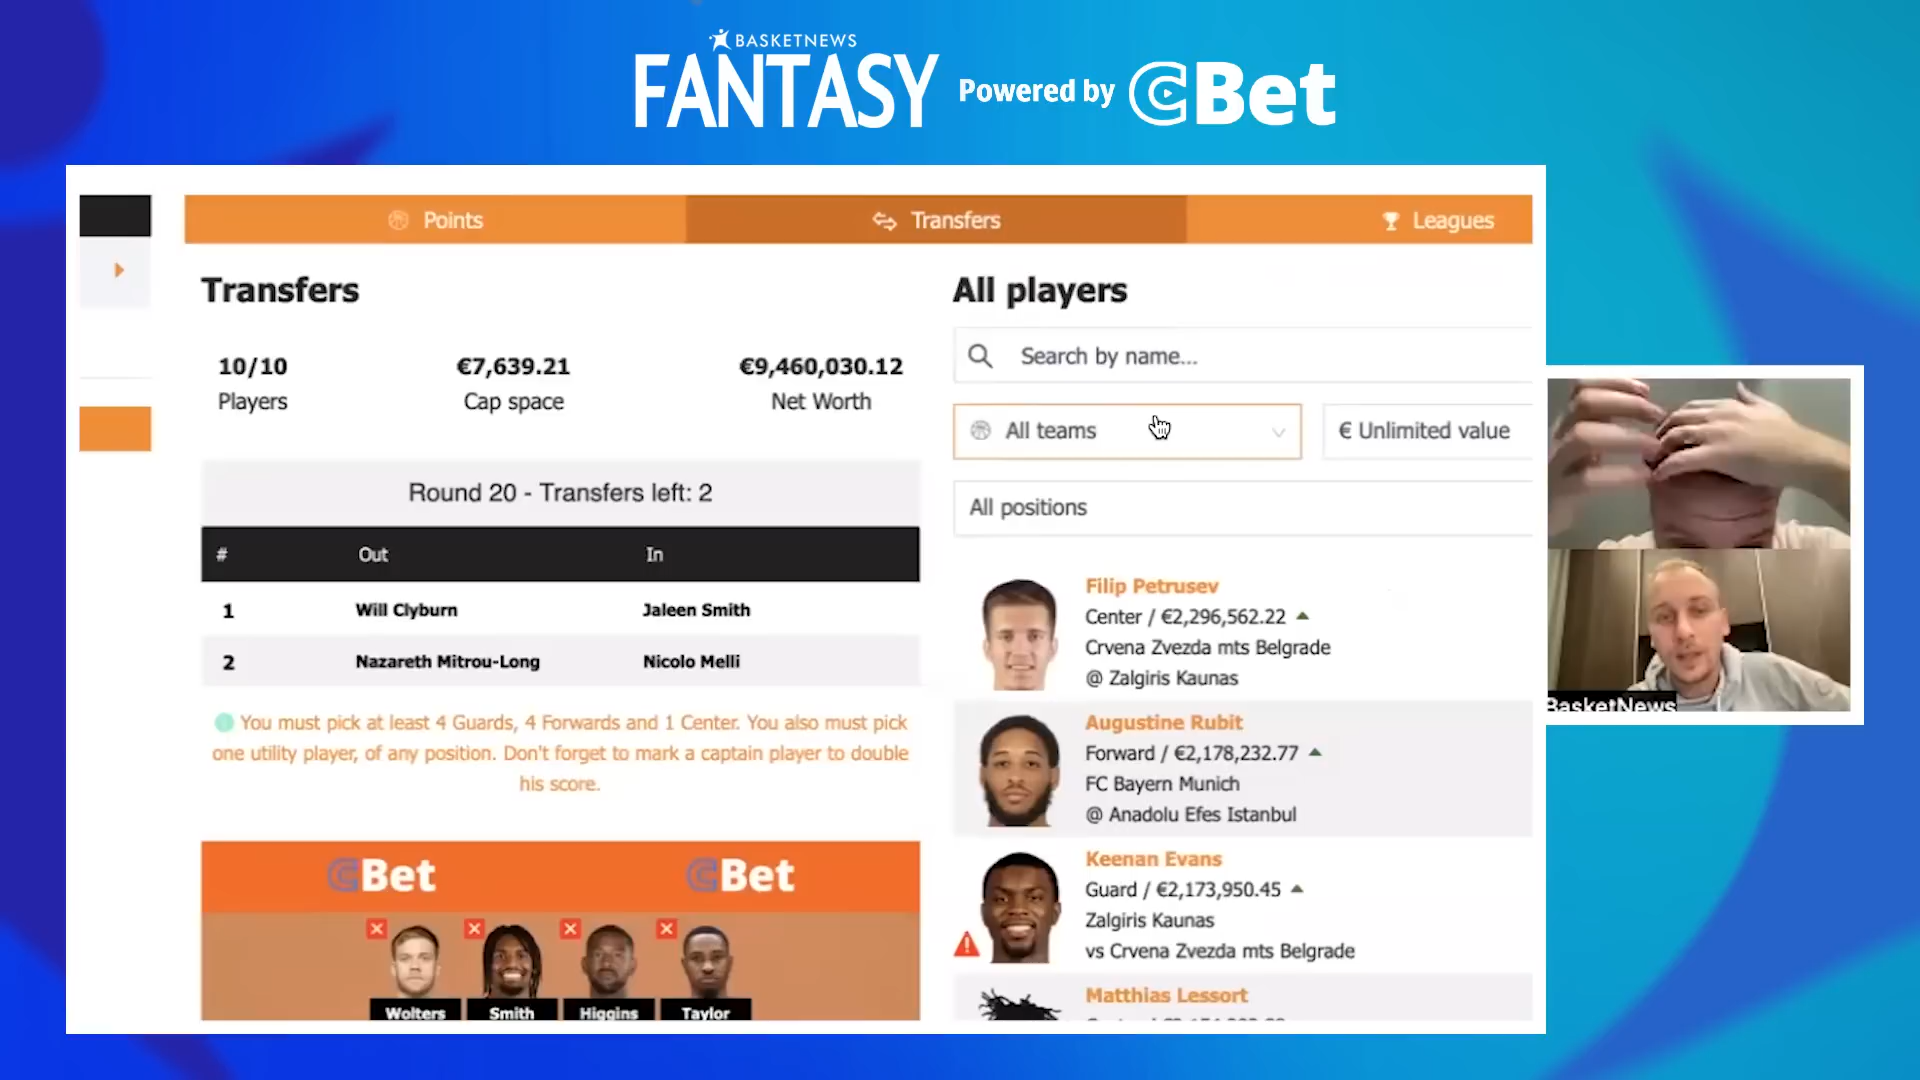 BASKETNEWS
FANTASY Powered by CBet
Points
Transfers
Leagues
Transfers
10/10
Players
€7,639.21
Cap space
€9,460,030.12
Net Worth
Round 20 - Transfers left: 2
# Out In
1 Will Clyburn Jaleen Smith
2 Nazareth Mitrou-Long Nicolo Melli
You must pick at least 4 Guards, 4 Forwards and 1 Center. You also must pick
one utility player, of any position. Don't forget to mark a captain player to double
his score.
CBet CBet
Wolters Smith Higgins Taylor
All players
Search by name...
All teams
€ Unlimited value
All positions
Filip Petrusev
Center / €2,296,562.22
Crvena Zvezda mts Belgrade
@ Zalgiris Kaunas
Augustine Rubit
Forward / €2,178,232.77
FC Bayern Munich
@ Anadolu Efes Istanbul
Keenan Evans
Guard / €2,173,950.45
Zalgiris Kaunas
vs Crvena Zvezda mts Belgrade
Matthias Lessort
BasketNews